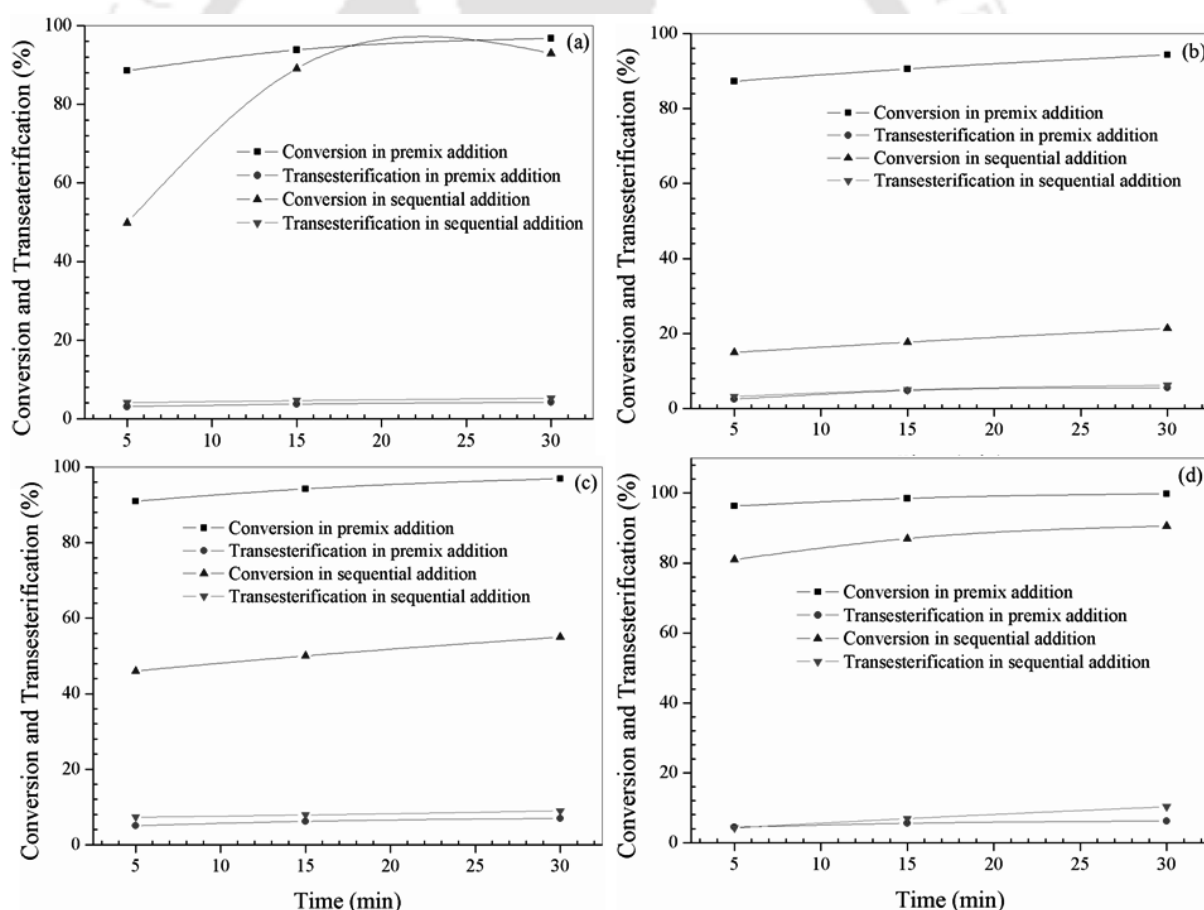 Conversion and Transeaterification (%)
100
80
60
40
20
0
(a)
Conversion in premix addition
Transesterification in premix addition
Conversion in sequential addition
Transesterification in sequential addition
5 10 15 20 25 30
Conversion and Transesterification (%)
100
80
60
40
20
0
(b)
Conversion in premix addition
Transesterification in premix addition
Conversion in sequential addition
Transesterification in sequential addition
5 10 15 20 25 30
Conversion and Transesterification (%)
100
80
60
40
20
0
(c)
Conversion in premix addition
Transesterification in premix addition
Conversion in sequential addition
Transesterification in sequential addition
5 10 15 20 25 30
Time (min)
Conversion and Transesterification (%)
100
80
60
40
20
0
(d)
Conversion in premix addition
Transesterification in premix addition
Conversion in sequential addition
Transesterification in sequential addition
5 10 15 20 25 30
Time (min)